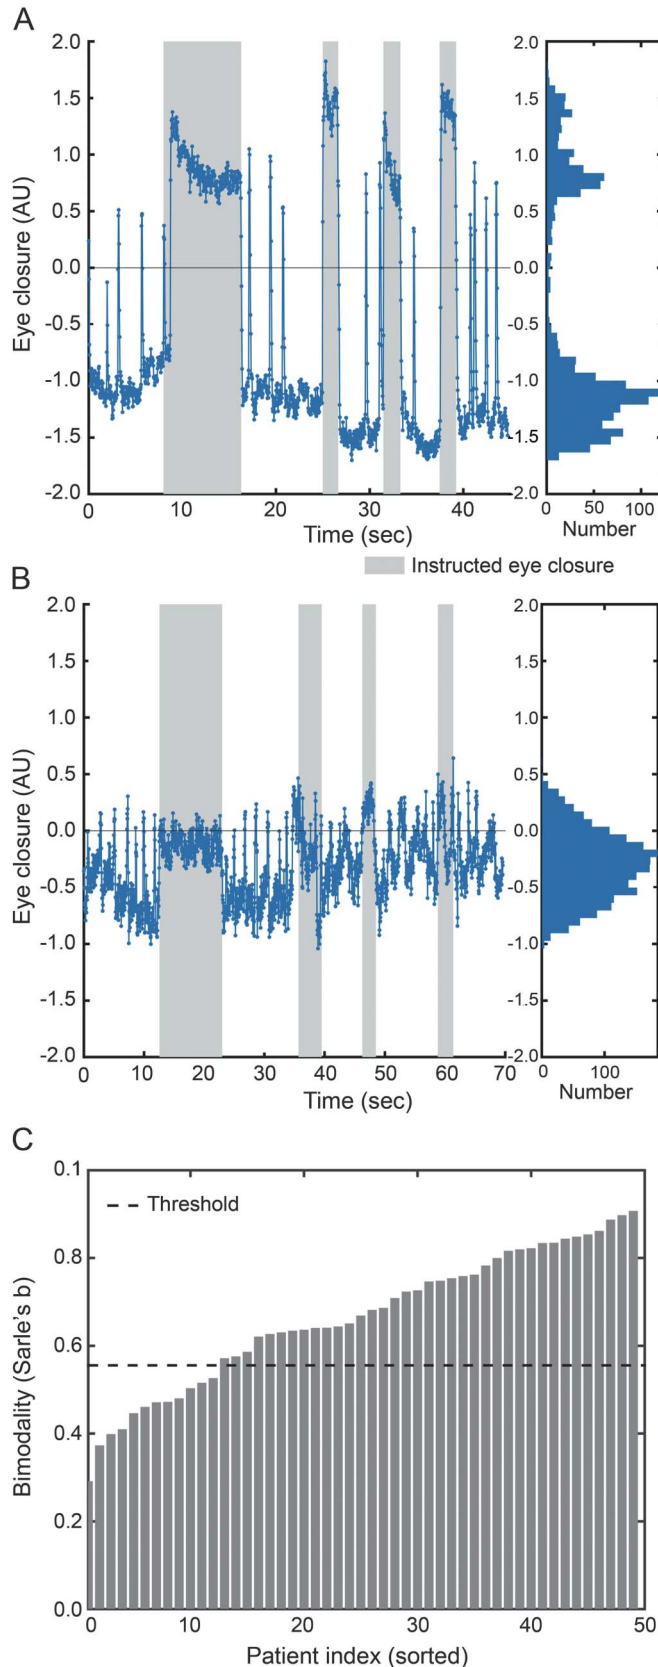 A
2.0
1.5
1.0
0.5
0.0
-0.5
-1.0
-1.5
-2.0
Eye closure (AU)
0 10 20 30 40
Time (sec)
2.0
1.5
1.0
0.5
0.0
-0.5
-1.0
-1.5
-2.0
0 50 100
Number
Instructed eye closure
B
2.0
1.5
1.0
0.5
0.0
-0.5
-1.0
-1.5
-2.0
Eye closure (AU)
0 10 20 30 40 50 60 70
Time (sec)
2.0
1.5
1.0
0.5
0.0
-0.5
-1.0
-1.5
-2.0
0 100
Number
C
0.1
0.8
0.6
0.4
0.2
0.0
Bimodality (Sarle's b)
Threshold
0 10 20 30 40 50
Patient index (sorted)